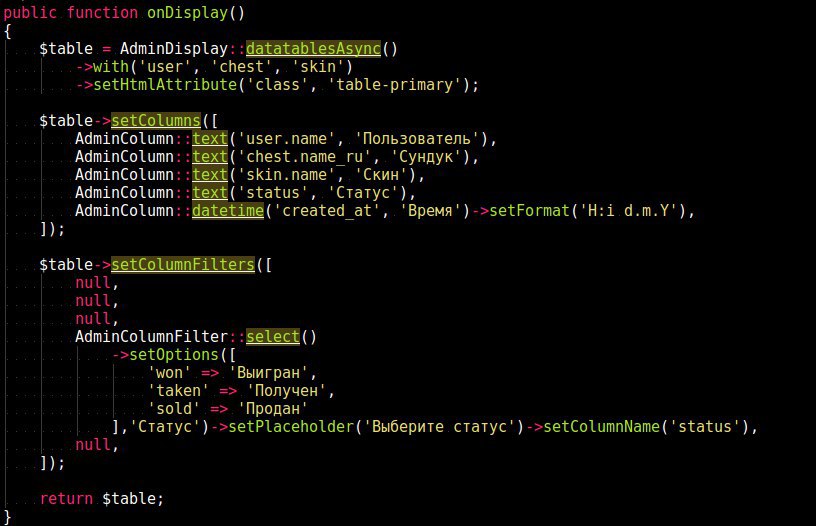 public function onDisplay()
{
    $table = AdminDisplay::datatablesAsync()
        ->with('user', 'chest', 'skin')
        ->setHtmlAttribute('class', 'table-primary');

    $table->setColumns([
        AdminColumn::text('user.name', 'Пользователь'),
        AdminColumn::text('chest.name_ru', 'Сундук'),
        AdminColumn::text('skin.name', 'Скин'),
        AdminColumn::text('status', 'Статус'),
        AdminColumn::datetime('created_at', 'Время')->setFormat('H:i d.m.Y'),
    ]);

    $table->setColumnFilters([
        null,
        null,
        null,
        AdminColumnFilter::select()
            ->setOptions([
                'won' => 'Выигран',
                'taken' => 'Получен',
                'sold' => 'Продан'
            ],'Статус')->setPlaceholder('Выберите статус')->setColumnName('status'),
        null,
    ]);

    return $table;
}